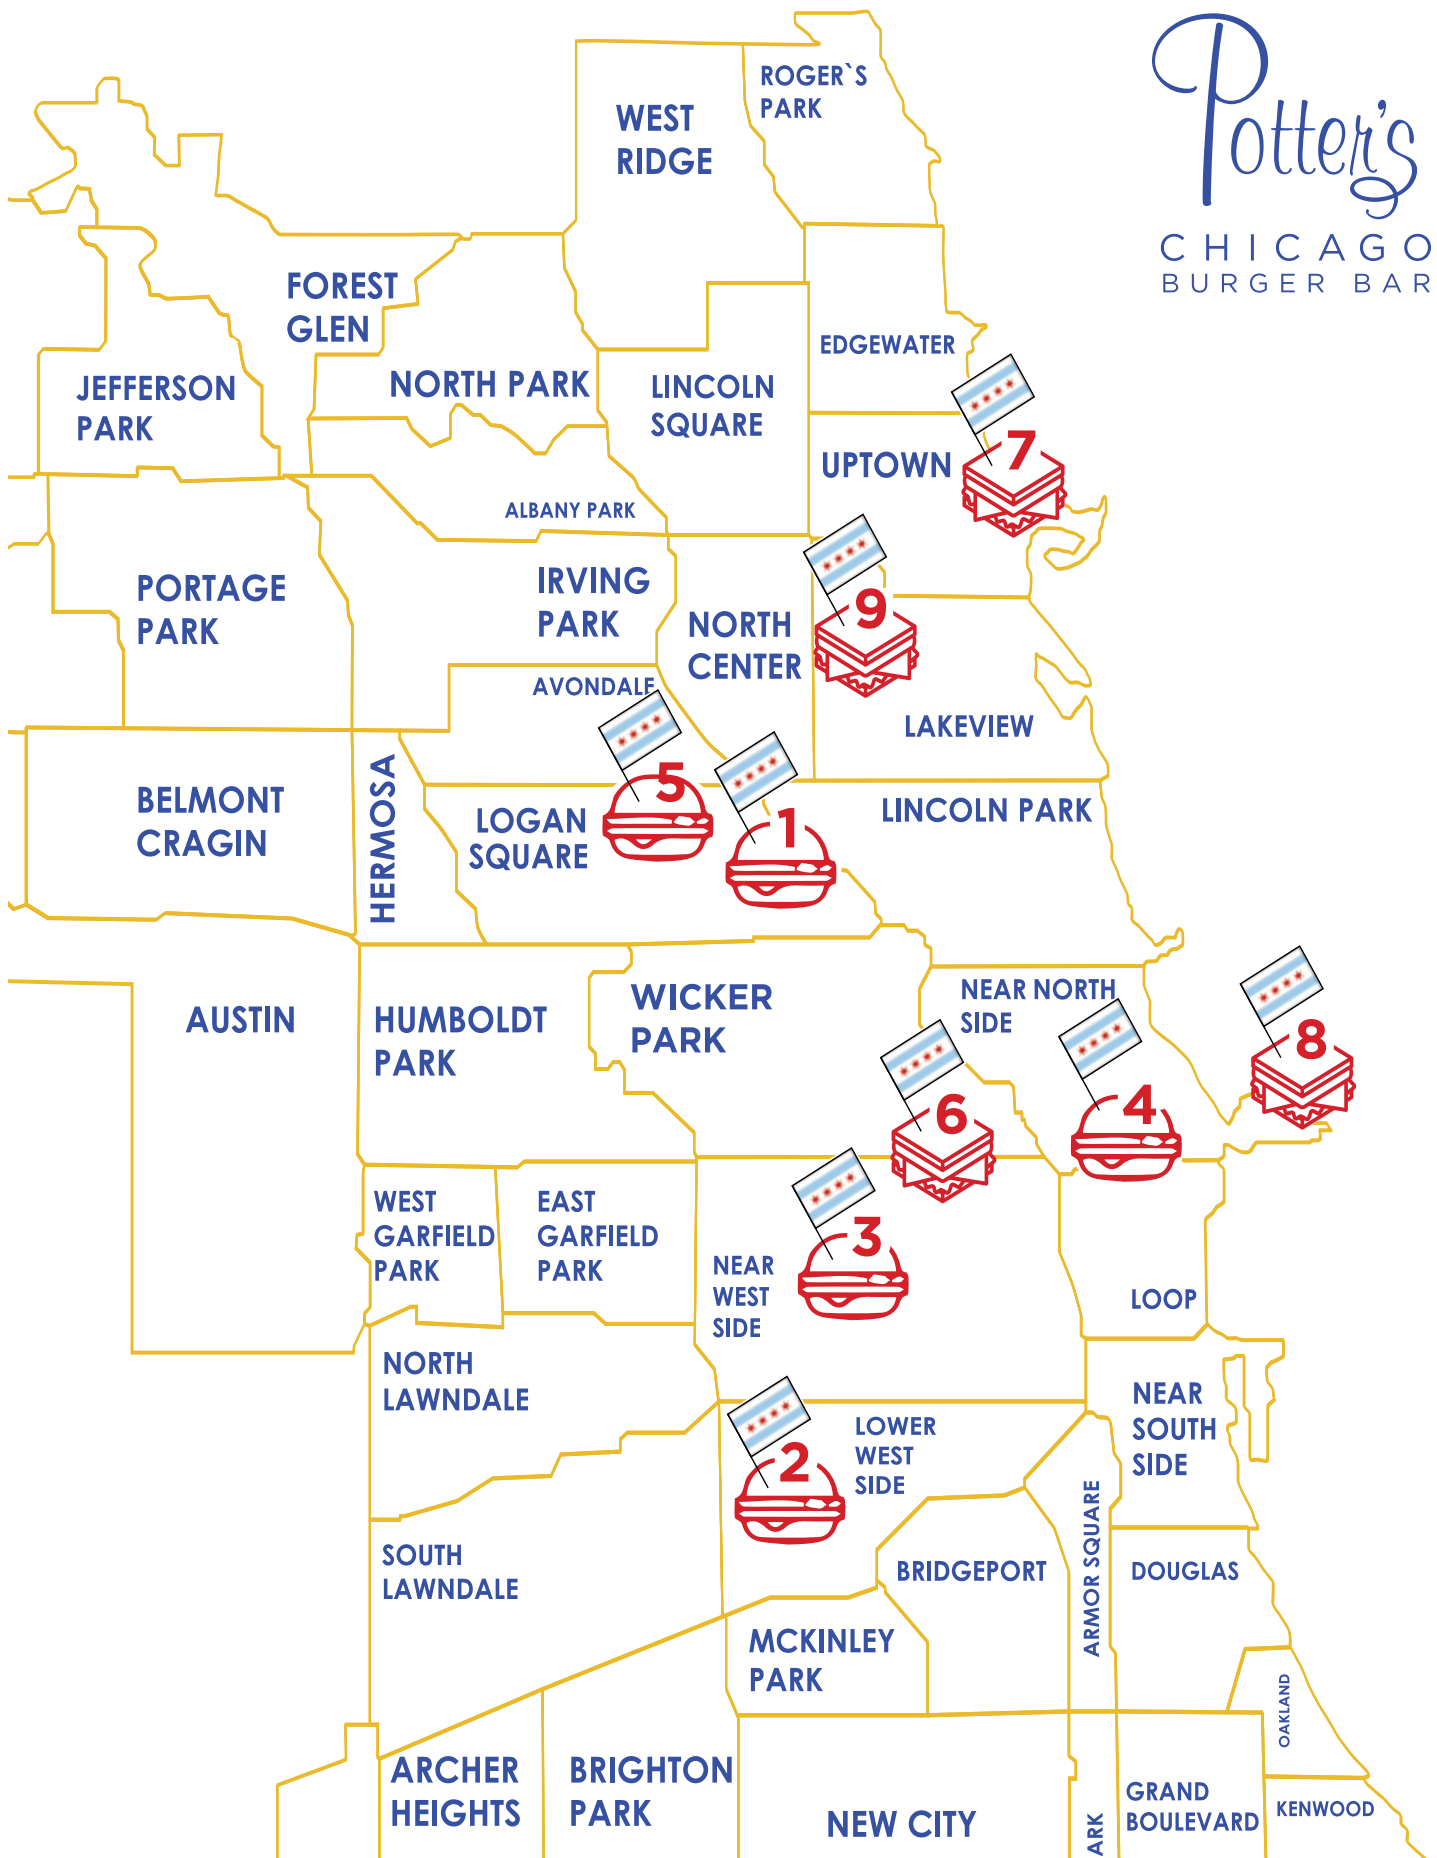 Potter's
CHICAGO
BURGER BAR
ROGER`S
PARK
WEST
RIDGE
FOREST
GLEN
EDGEWATER
JEFFERSON
PARK
NORTH PARK
LINCOLN
SQUARE
7
UPTOWN
ALBANY PARK
PORTAGE
PARK
IRVING
PARK
9
NORTH
CENTER
AVONDALE
LAKEVIEW
5
1
BELMONT
CRAGIN
HERMOSA
LOGAN
SQUARE
LINCOLN PARK
AUSTIN
HUMBOLDT
PARK
WICKER
PARK
NEAR NORTH
SIDE
8
6
4
WEST
GARFIELD
PARK
EAST
GARFIELD
PARK
3
NEAR
WEST
SIDE
LOOP
NORTH
LAWNDALE
NEAR
SOUTH
SIDE
2
LOWER
WEST
SIDE
SOUTH
LAWNDALE
BRIDGEPORT
ARMOR SQUARE
DOUGLAS
MCKINLEY
PARK
OAKLAND
ARCHER
HEIGHTS
BRIGHTON
PARK
NEW CITY
ARK
GRAND
BOULEVARD
KENWOOD